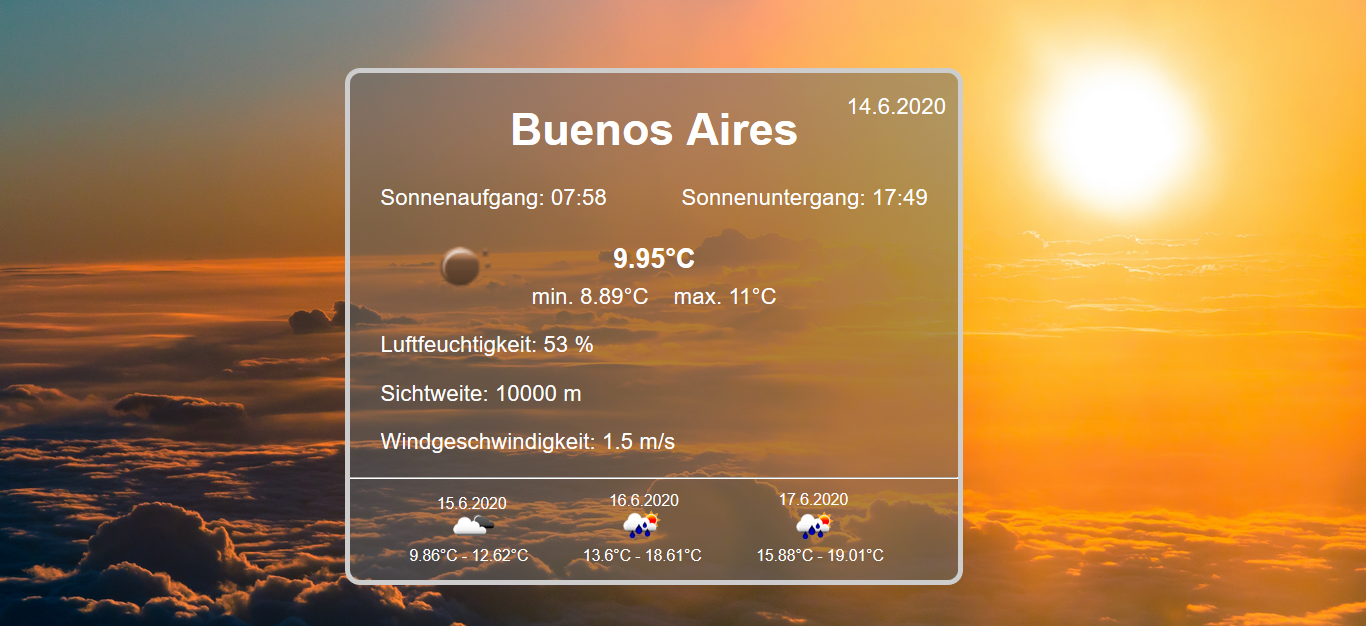 14.6.2020
Buenos Aires
Sonnenaufgang: 07:58 Sonnenuntergang: 17:49
9.95°C
min. 8.89°C max. 11°C
Luftfeuchtigkeit: 53 %
Sichtweite: 10000 m
Windgeschwindigkeit: 1.5 m/s
15.6.2020 16.6.2020 17.6.2020
9.86°C - 12.62°C 13.6°C - 18.61°C 15.88°C - 19.01°C